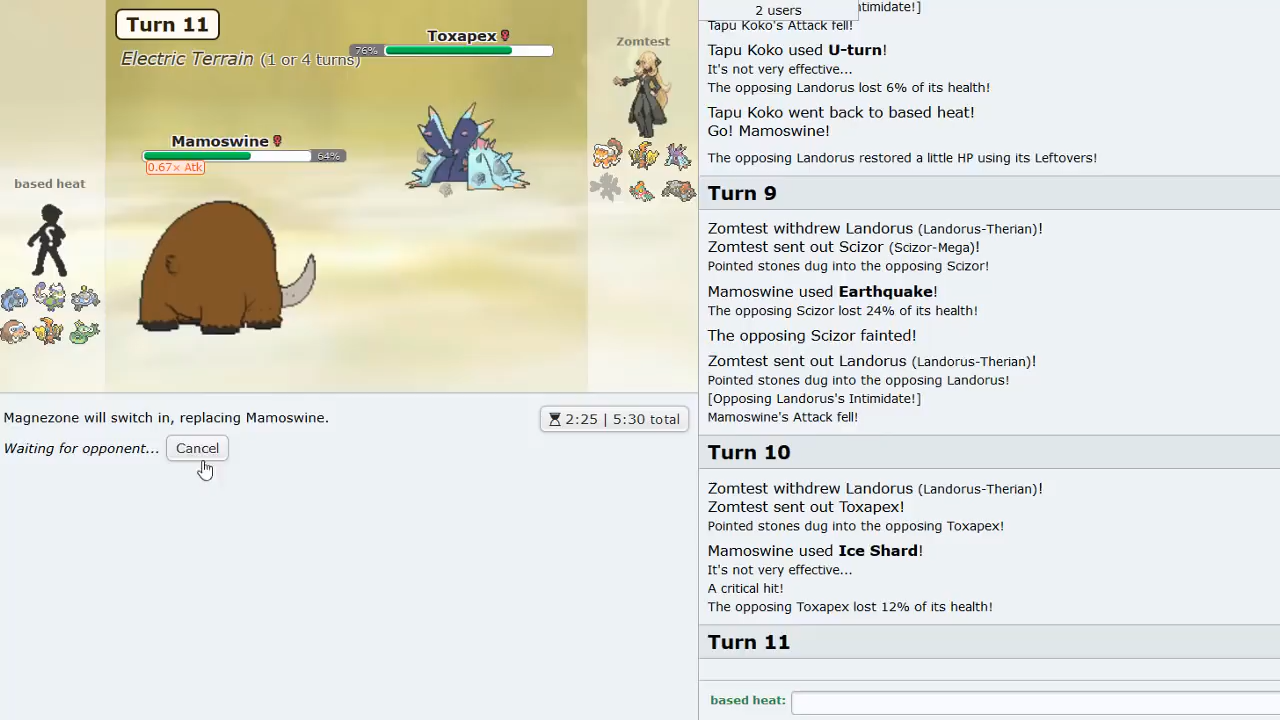 Turn 11
Electric Terrain (1 or 4 turns)
76%
Toxapex
Mamoswine
64%
0.67× Atk
based heat
Zomtest
Magnezone will switch in, replacing Mamoswine.
2:25 | 5:30 total
Waiting for opponent...
Cancel
2 users
timidate!]
Tapu Koko's Attack fell!
Tapu Koko used U-turn!
It's not very effective...
The opposing Landorus lost 6% of its health!
Tapu Koko went back to based heat!
Go! Mamoswine!
The opposing Landorus restored a little HP using its Leftovers!
Turn 9
Zomtest withdrew Landorus (Landorus-Therian)!
Zomtest sent out Scizor (Scizor-Mega)!
Pointed stones dug into the opposing Scizor!
Mamoswine used Earthquake!
The opposing Scizor lost 24% of its health!
The opposing Scizor fainted!
Zomtest sent out Landorus (Landorus-Therian)!
Pointed stones dug into the opposing Landorus!
[Opposing Landorus's Intimidate!]
Mamoswine's Attack fell!
Turn 10
Zomtest withdrew Landorus (Landorus-Therian)!
Zomtest sent out Toxapex!
Pointed stones dug into the opposing Toxapex!
Mamoswine used Ice Shard!
It's not very effective...
A critical hit!
The opposing Toxapex lost 12% of its health!
Turn 11
based heat: